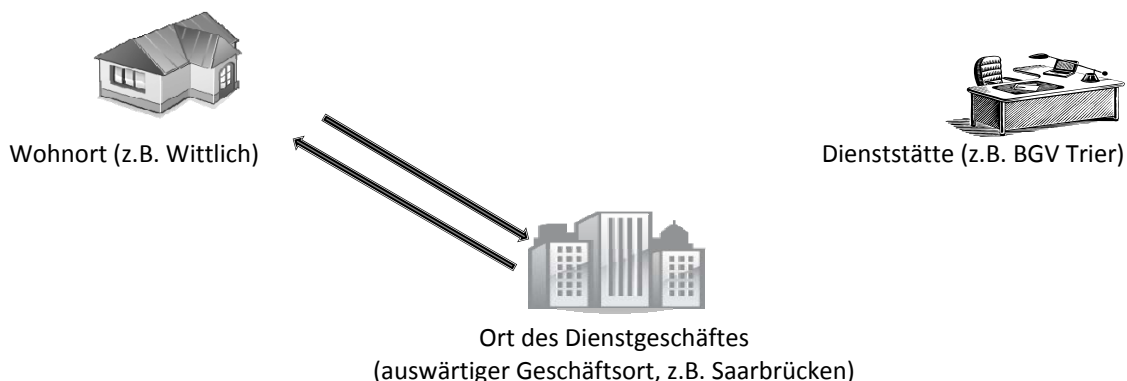 Wohnort (z.B. Wittlich)
Dienststätte (z.B. BGV Trier)
Ort des Dienstgeschäftes
(auswärtiger Geschäftsort, z.B. Saarbrücken)